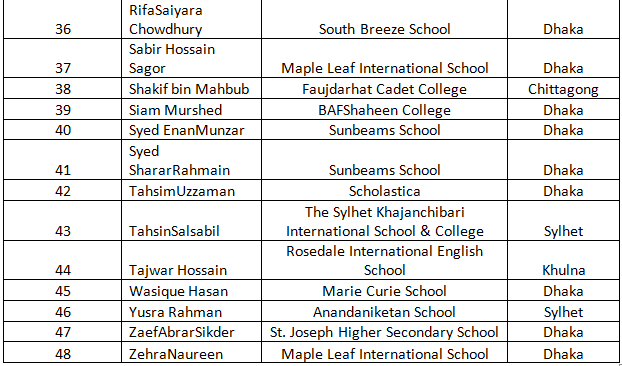 RifaSaiyara
36 Chowdhury South Breeze School Dhaka
Sabir Hossain
37 Sagor Maple Leaf International School Dhaka
38 Shakif bin Mahbub Faujdarhat Cadet College Chittagong
39 Siam Murshed BAFShaheen College Dhaka
40 Syed EnanMunzar Sunbeams School Dhaka
Syed
41 ShararRahmain Sunbeams School Dhaka
42 TahsimUzzaman Scholastica Dhaka
The Sylhet Khajanchibari
43 TahsinSalsabil International School & College Sylhet
Rosedale International English
44 Tajwar Hossain School Khulna
45 Wasique Hasan Marie Curie School Dhaka
46 Yusra Rahman Anandaniketan School Sylhet
47 ZaefAbrarSikder St. Joseph Higher Secondary School Dhaka
48 ZehraNaureen Maple Leaf International School Dhaka